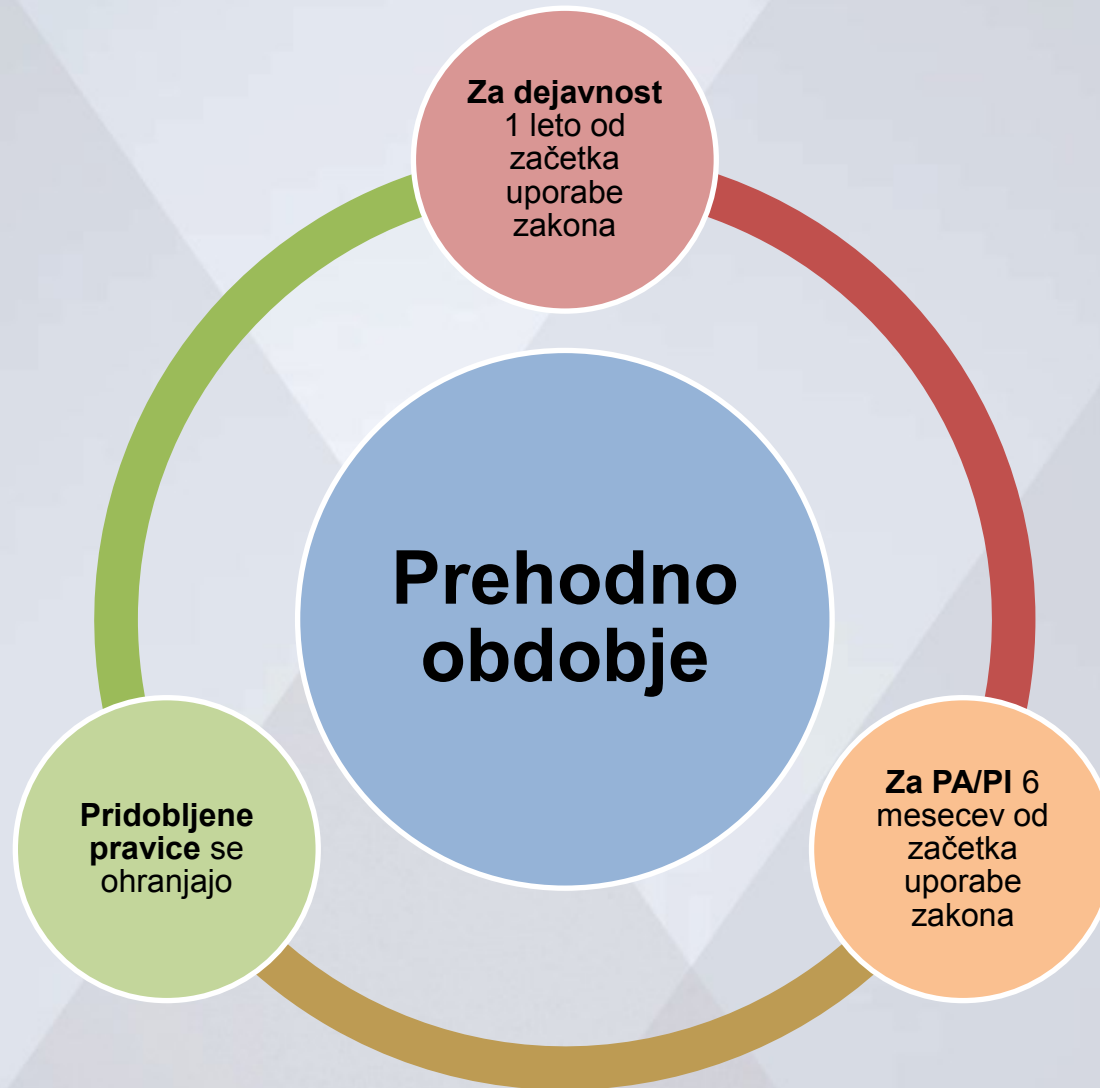 Za dejavnost
1 leto od
začetka
uporabe
zakona
Prehodno
obdobje
Za PA/PI 6
mesecev od
začetka
uporabe
zakona
Pridobljene
pravice se
ohranjajo